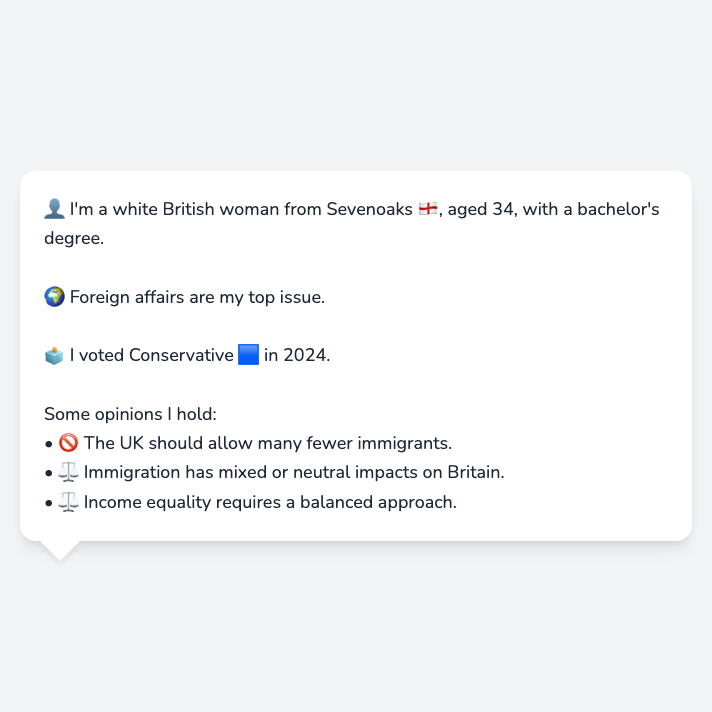 👤 I'm a white British woman from Sevenoaks 🏴󠁧󠁢󠁥󠁮󠁧󠁿, aged 34, with a bachelor's
degree.
🌍 Foreign affairs are my top issue.
🗳️ I voted Conservative 🟦 in 2024.
Some opinions I hold:
• 🚫 The UK should allow many fewer immigrants.
• ⚖️ Immigration has mixed or neutral impacts on Britain.
• ⚖️ Income equality requires a balanced approach.